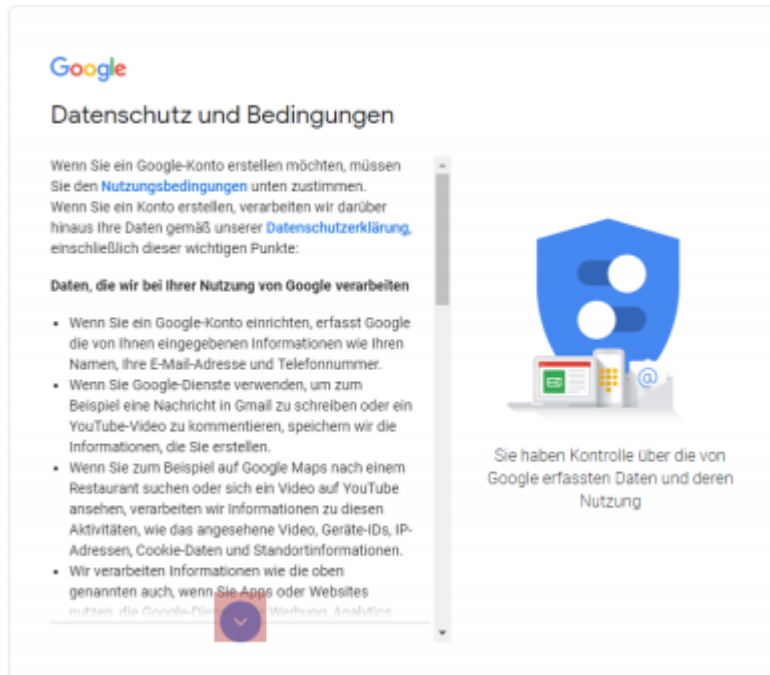 Google
Datenschutz und Bedingungen
Wenn Sie ein Google-Konto erstellen möchten, müssen
Sie den Nutzungsbedingungen unten zustimmen.
Wenn Sie ein Konto erstellen, verarbeiten wir darüber
hinaus Ihre Daten gemäß unserer Datenschutzerklärung,
einschließlich dieser wichtigen Punkte:
Daten, die wir bei Ihrer Nutzung von Google verarbeiten
• Wenn Sie ein Google-Konto einrichten, erfasst Google
die von Ihnen eingegebenen Informationen wie Ihren
Namen, Ihre E-Mail-Adresse und Telefonnummer.
• Wenn Sie Google-Dienste verwenden, um zum
Beispiel eine Nachricht in Gmail zu schreiben oder ein
YouTube-Video zu kommentieren, speichern wir die
Informationen, die Sie erstellen.
• Wenn Sie zum Beispiel auf Google Maps nach einem
Restaurant suchen oder sich ein Video auf YouTube
ansehen, verarbeiten wir Informationen zu diesen
Aktivitäten, wie das angesehene Video, Geräte-IDs, IP-
Adressen, Cookie-Daten und Standortinformationen.
• Wir verarbeiten Informationen wie die oben
genannten auch, wenn Sie Apps oder Websites
nutzen, die Werbung, Analytics
@
Sie haben Kontrolle über die von
Google erfassten Daten und deren
Nutzung